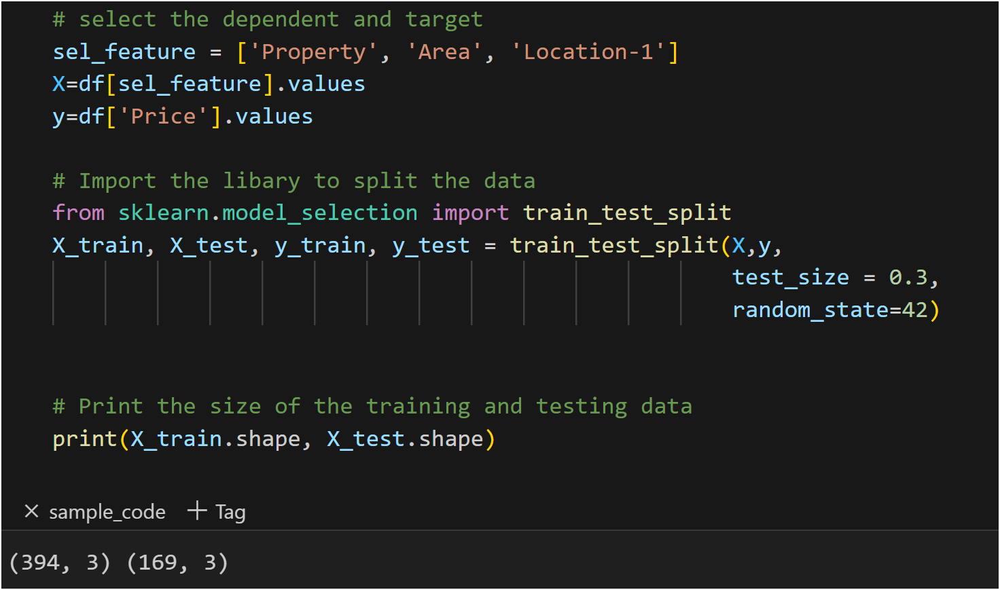 # select the dependent and target
sel_feature = ['Property', 'Area', 'Location-1']
X=df[sel_feature].values
y=df['Price'].values
# Import the libary to split the data
from sklearn.model_selection import train_test_split
X_train, X_test, y_train, y_test = train_test_split(X,y,
test_size = 0.3,
random_state=42)
# Print the size of the training and testing data
print(X_train.shape, X_test.shape)
× sample_code + Tag
(394, 3) (169, 3)